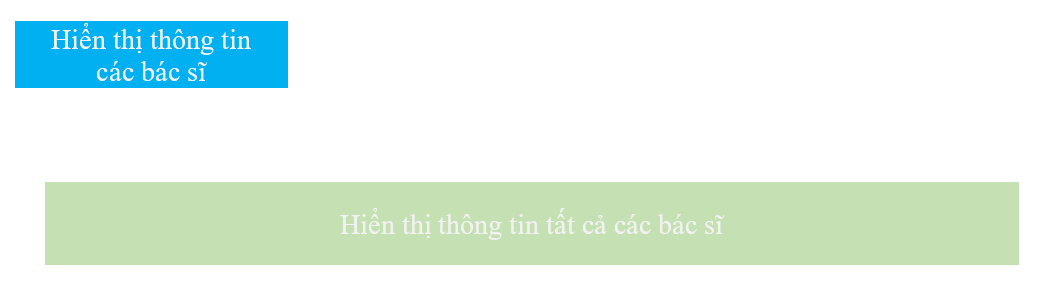 Hiển thị thông tin
các bác sĩ
Hiển thị thông tin tất cả các bác sĩ